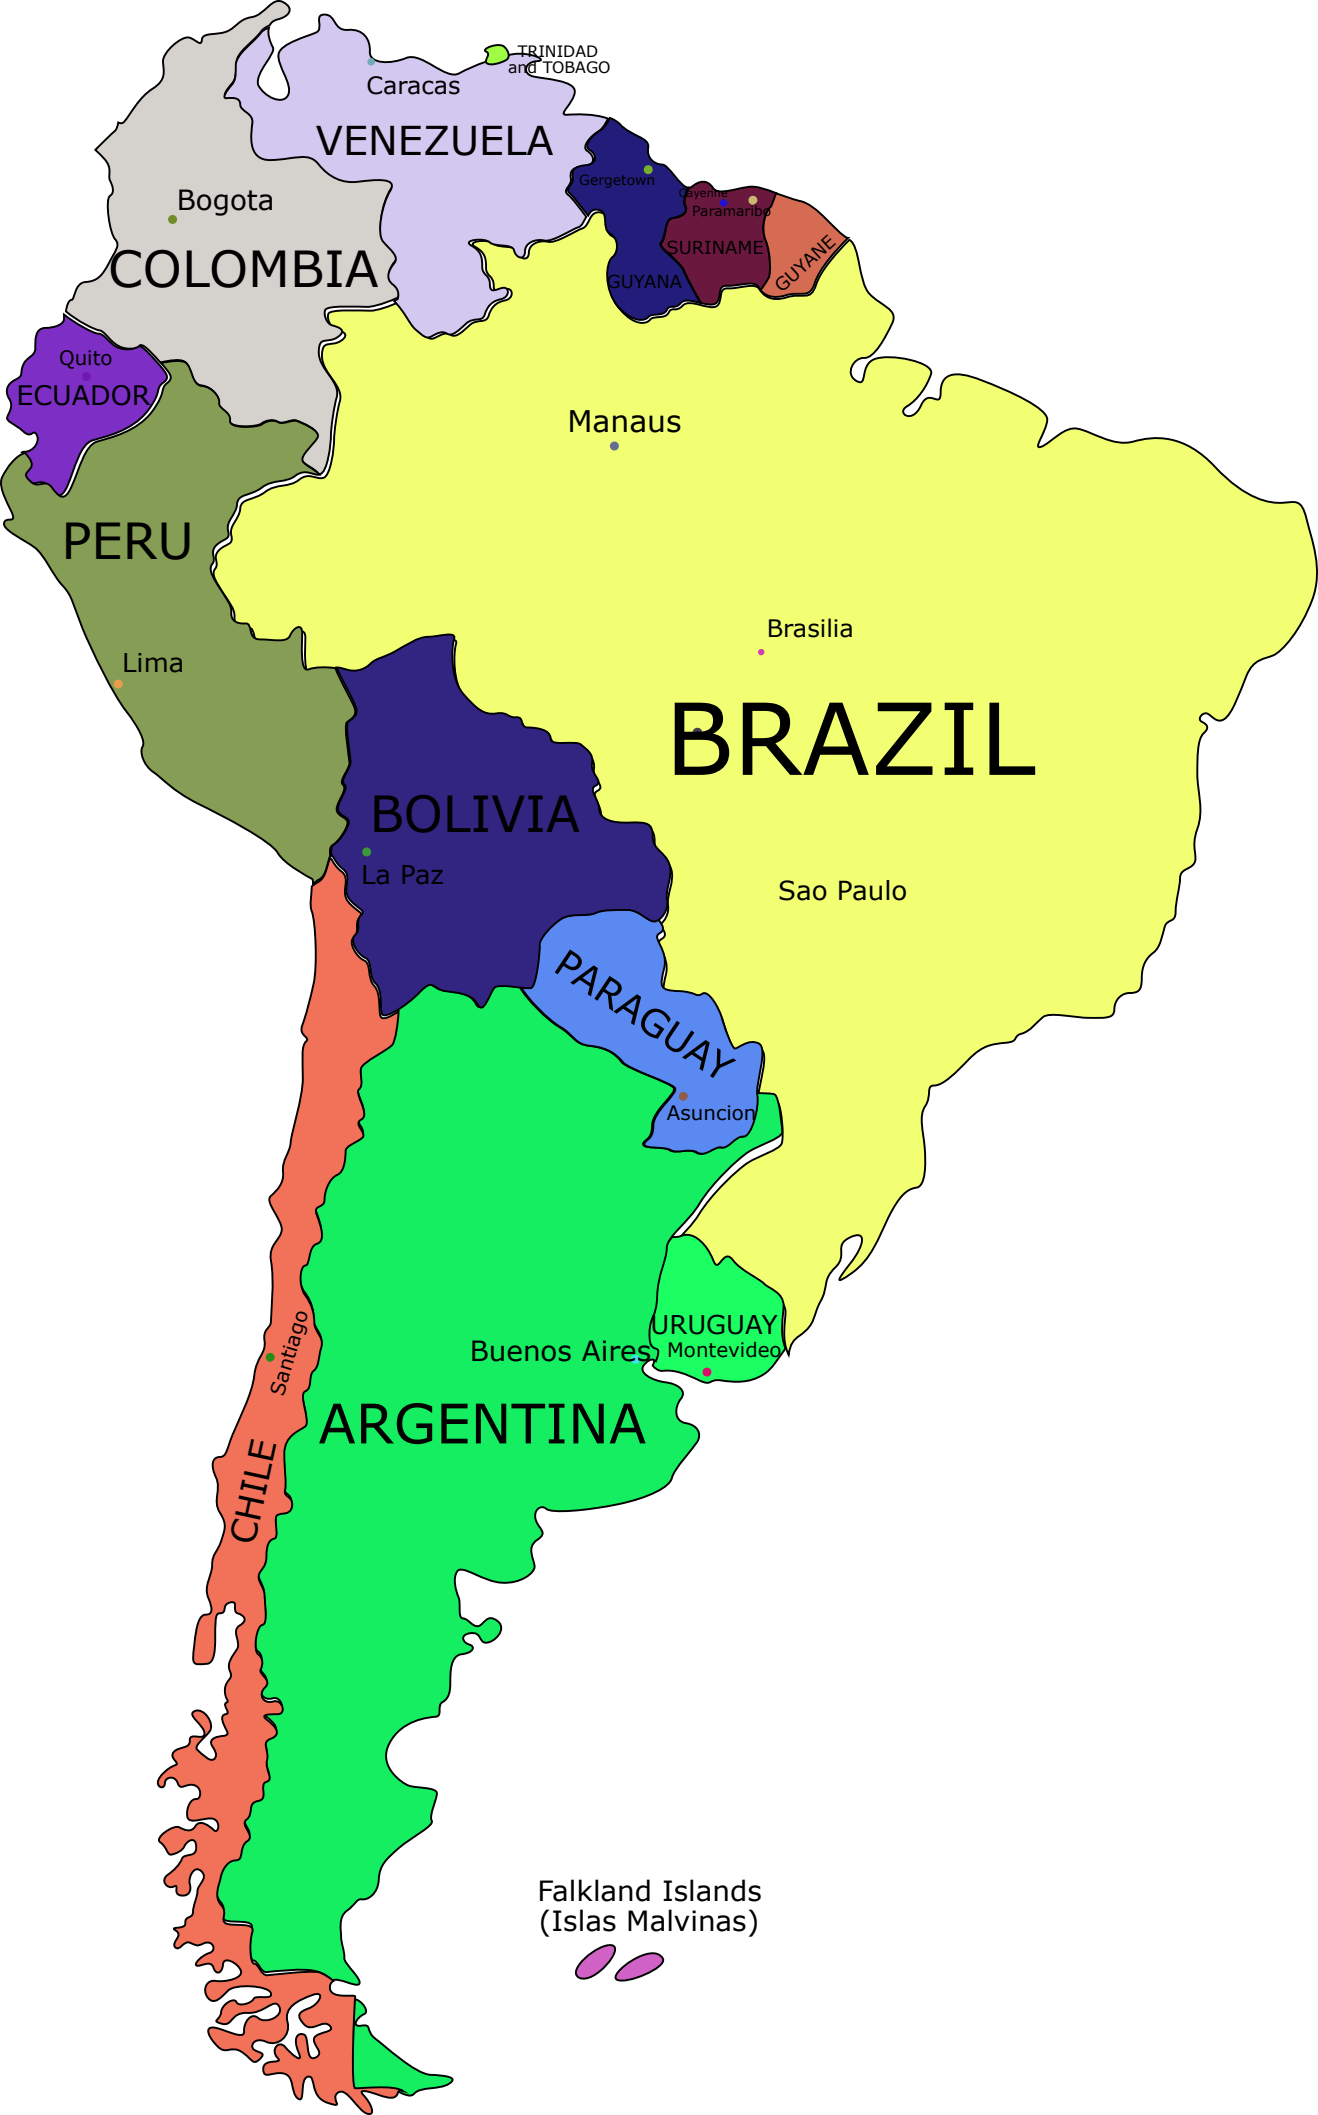 TRINIDAD
and TOBAGO
Caracas
VENEZUELA
Gergetown
Cayenne
Paramaribo
Bogota
SURINAME
GUYANE
COLOMBIA
GUYANA
Quito
ECUADOR
Manaus
PERU
Brasilia
Lima
BRAZIL
BOLIVIA
La Paz
Sao Paulo
PARAGUAY
Asuncion
URUGUAY
Buenos Aires
Montevideo
Santiago
ARGENTINA
CHILE
Falkland Islands
(Islas Malvinas)